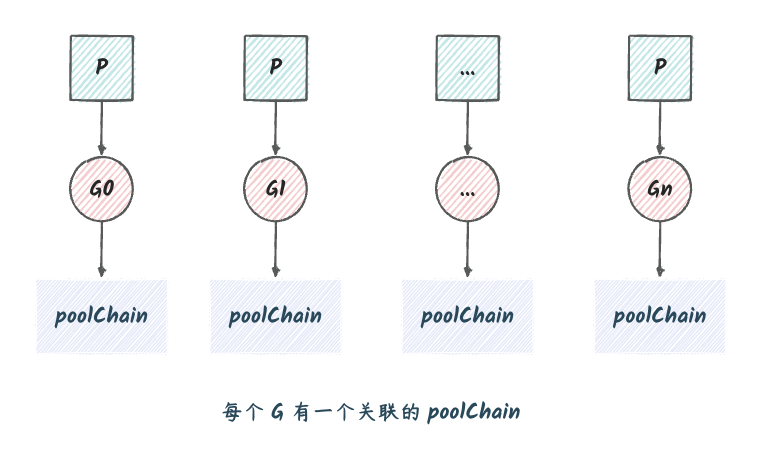 P P ... P
G0 G1 ... Gn
poolChain poolChain poolChain poolChain
每个 G 有一个关联的 poolChain